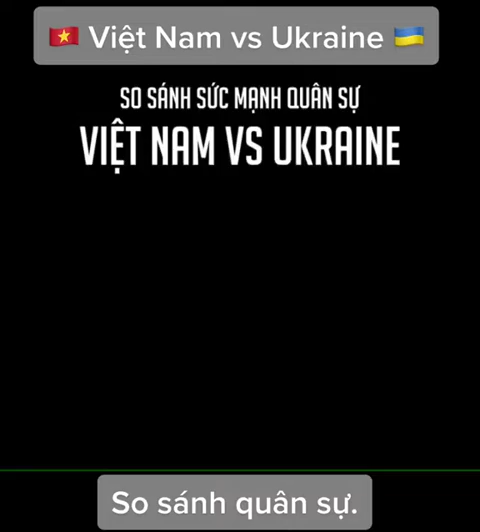 🇻🇳 Việt Nam vs Ukraine 🇺🇦
SO SÁNH SỨC MẠNH QUÂN SỰ
VIỆT NAM VS UKRAINE
So sánh quân sự.